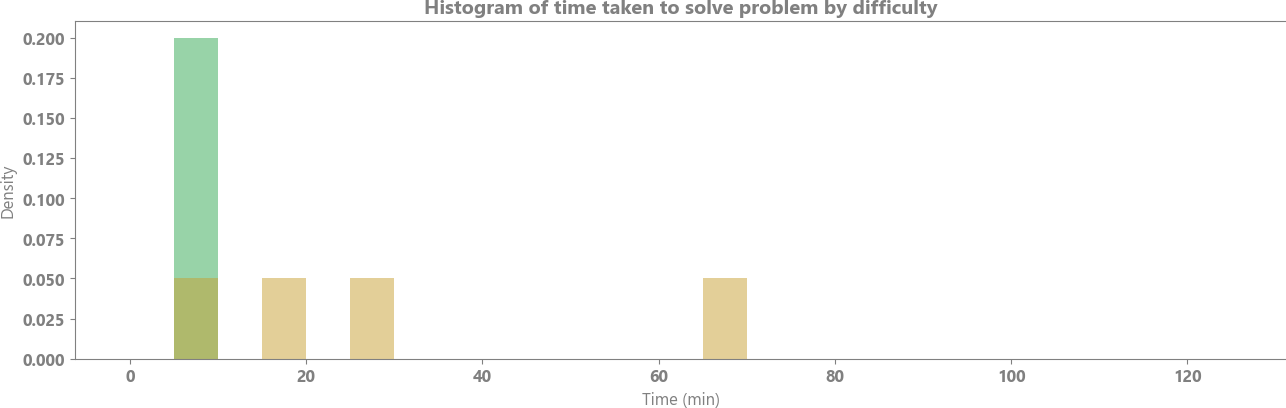 Histogram of time taken to solve problem by difficulty
0.200
0.175
0.150
0.125
0.100
0.075
0.050
0.025
0.000
Density
0 20 40 60 80 100 120
Time (min)